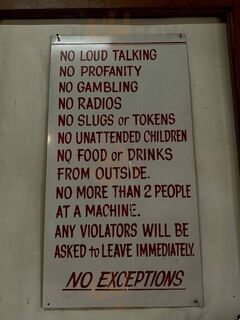 NO LOUD TALKING
NO PROFANITY
NO GAMBLING
NO RADIOS
NO SLUGS or TOKENS
NO UNATTENDED CHILDREN
NO FOOD or DRINKS
FROM OUTSIDE.
NO MORE THAN 2 PEOPLE
AT A MACHINE.
ANY VIOLATORS WILL BE
ASKED to LEAVE IMMEDIATELY.
NO EXCEPTIONS